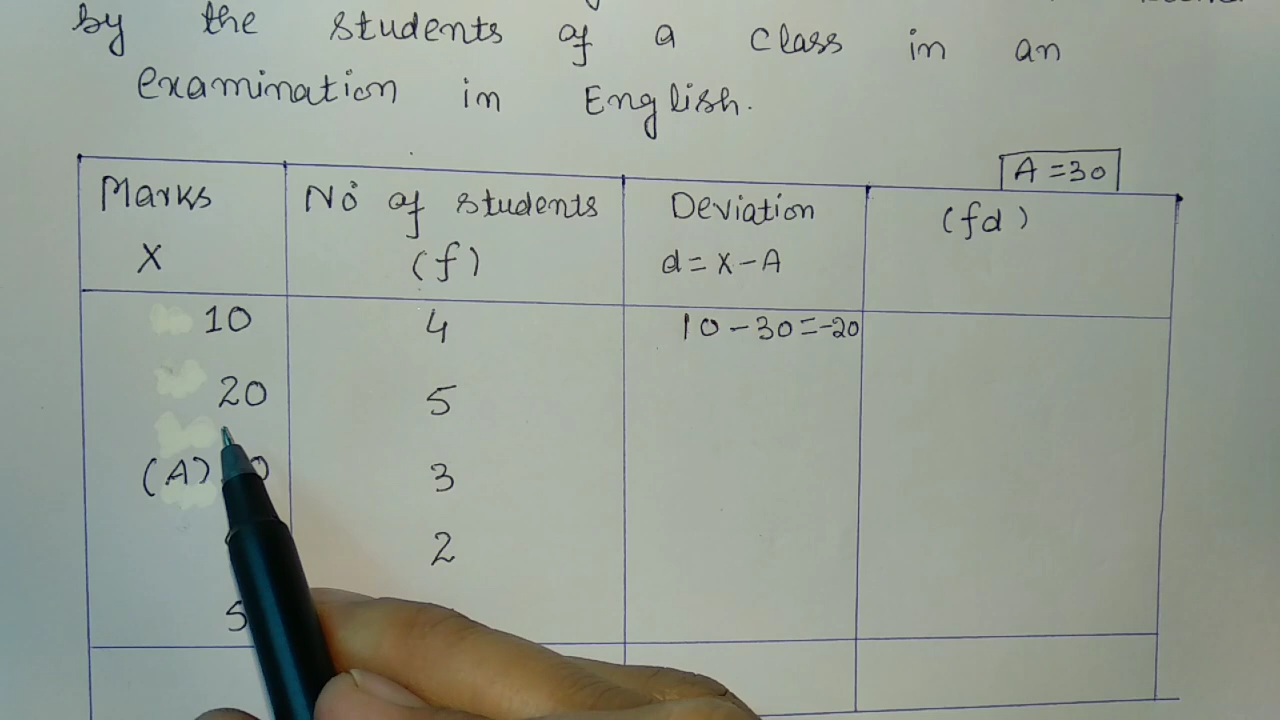 by the students of a class in an
examination in English.
A = 30
Marks No of students Deviation (fd)
X (f) d = X - A
10 4 10 - 30 = -20
20 5
(A) 3
2